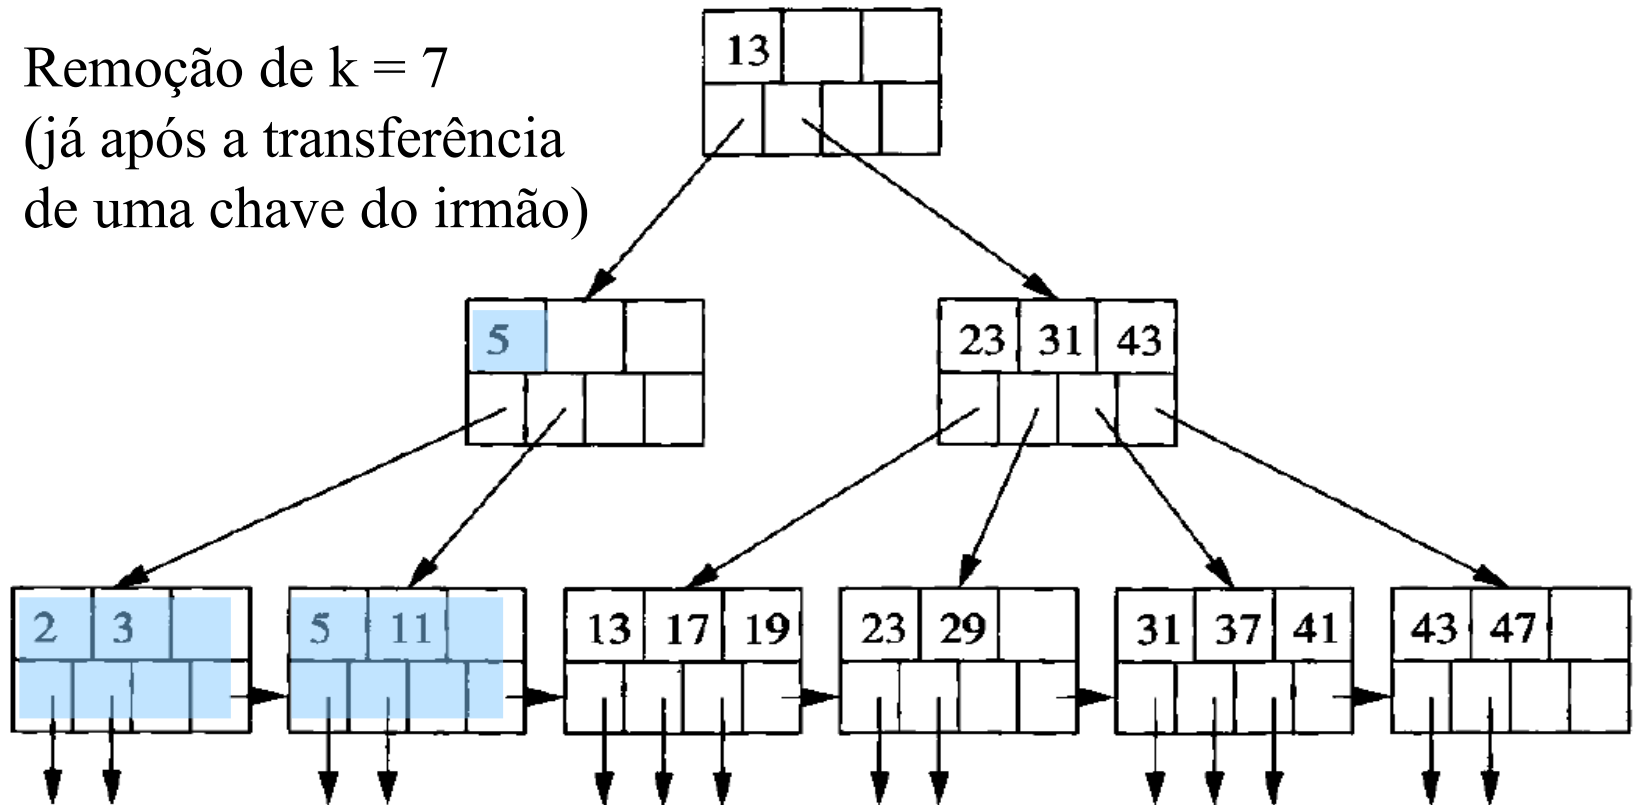 Remoção de k = 7
(já após a transferência
de uma chave do irmão)
13
5
23 31 43
2 3
5 11
13 17 19
23 29
31 37 41
43 47